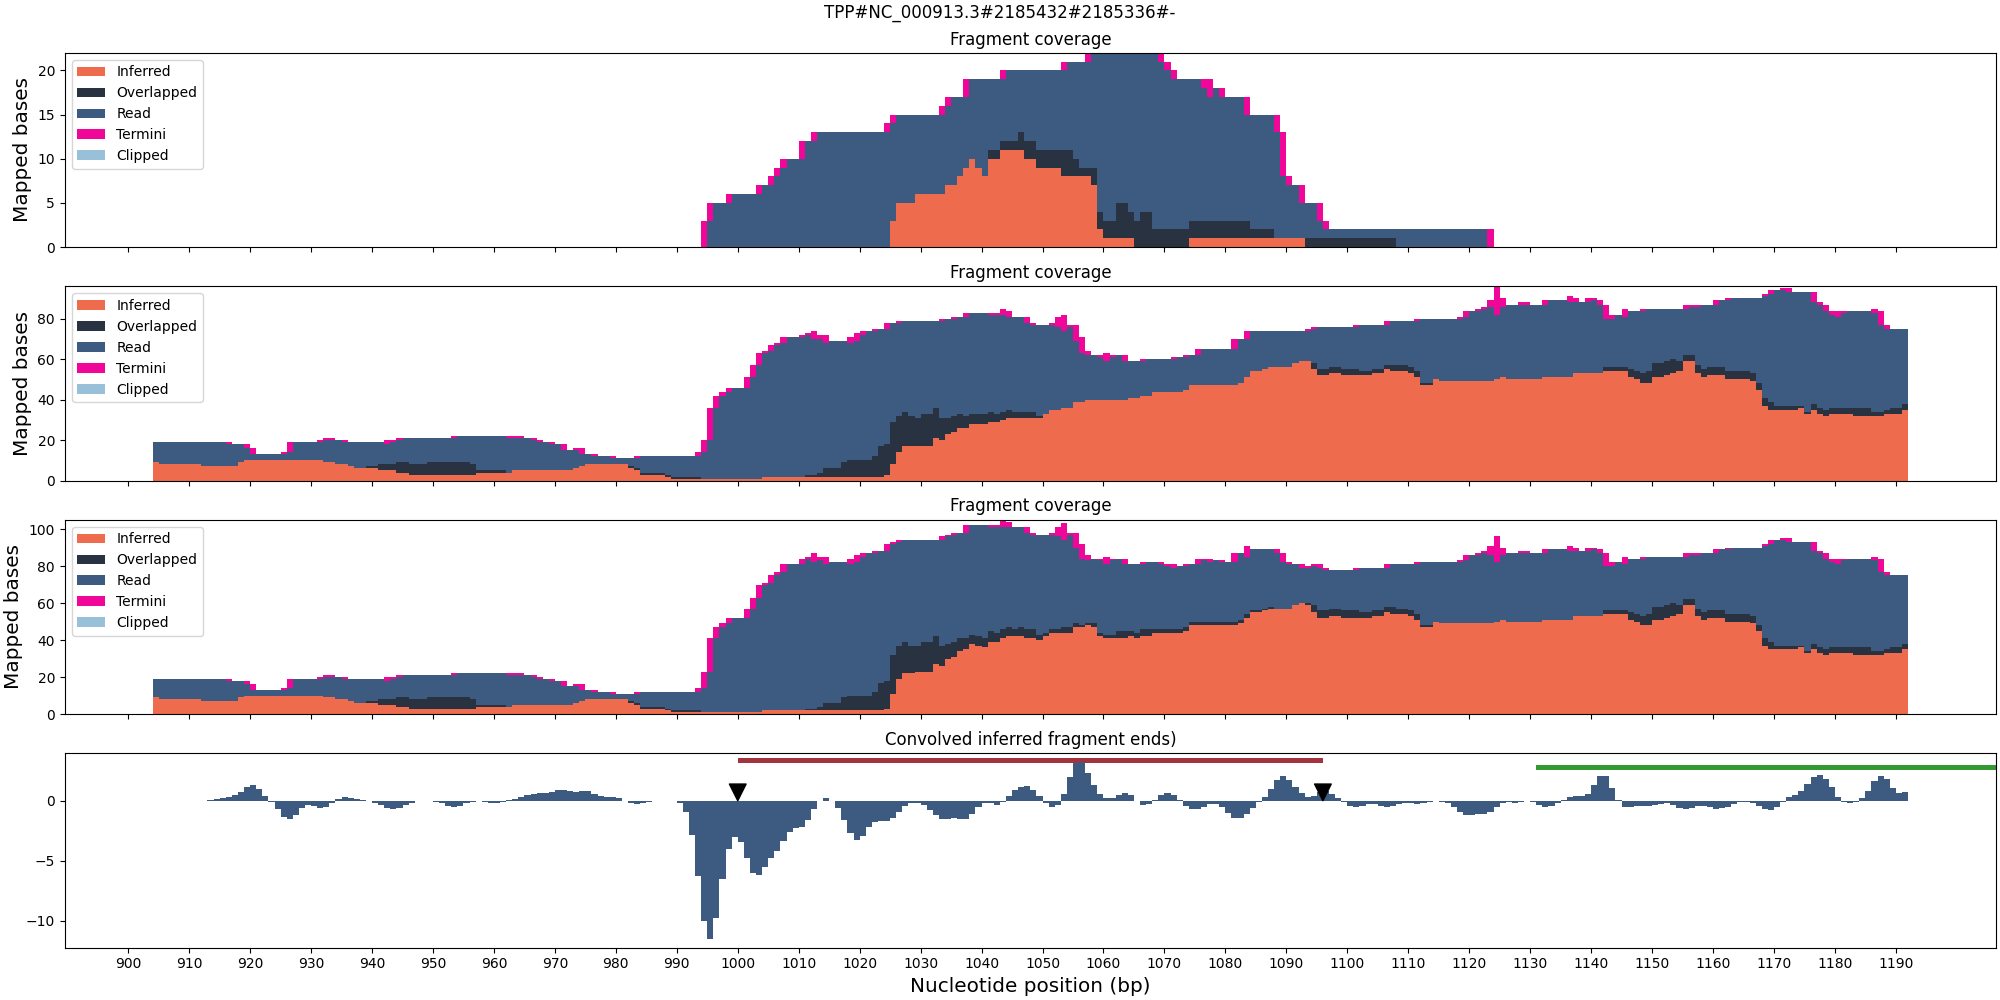 TPP#NC_000913.3#2185432#2185336#-
Fragment coverage
Mapped bases
20
15
10
5
0
Inferred
Overlapped
Read
Termini
Clipped
Fragment coverage
Mapped bases
80
60
40
20
0
Inferred
Overlapped
Read
Termini
Clipped
Fragment coverage
Mapped bases
100
80
60
40
20
0
Inferred
Overlapped
Read
Termini
Clipped
Convolved inferred fragment ends)
0
−5
−10
900 910 920 930 940 950 960 970 980 990 1000 1010 1020 1030 1040 1050 1060 1070 1080 1090 1100 1110 1120 1130 1140 1150 1160 1170 1180 1190
Nucleotide position (bp)